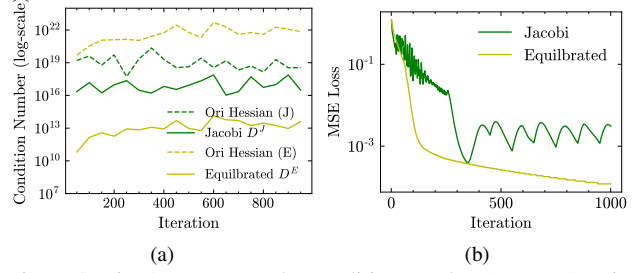 Condition Number (log-scale)
10^22
10^19
10^16
10^13
10^10
10^7
200
400
600
800
Iteration
Ori Hessian (J)
Jacobi D^J
Ori Hessian (E)
Equilbrated D^E
(a)
MSE Loss
10^-1
10^-3
0
500
1000
Iteration
Jacobi
Equilbrated
(b)